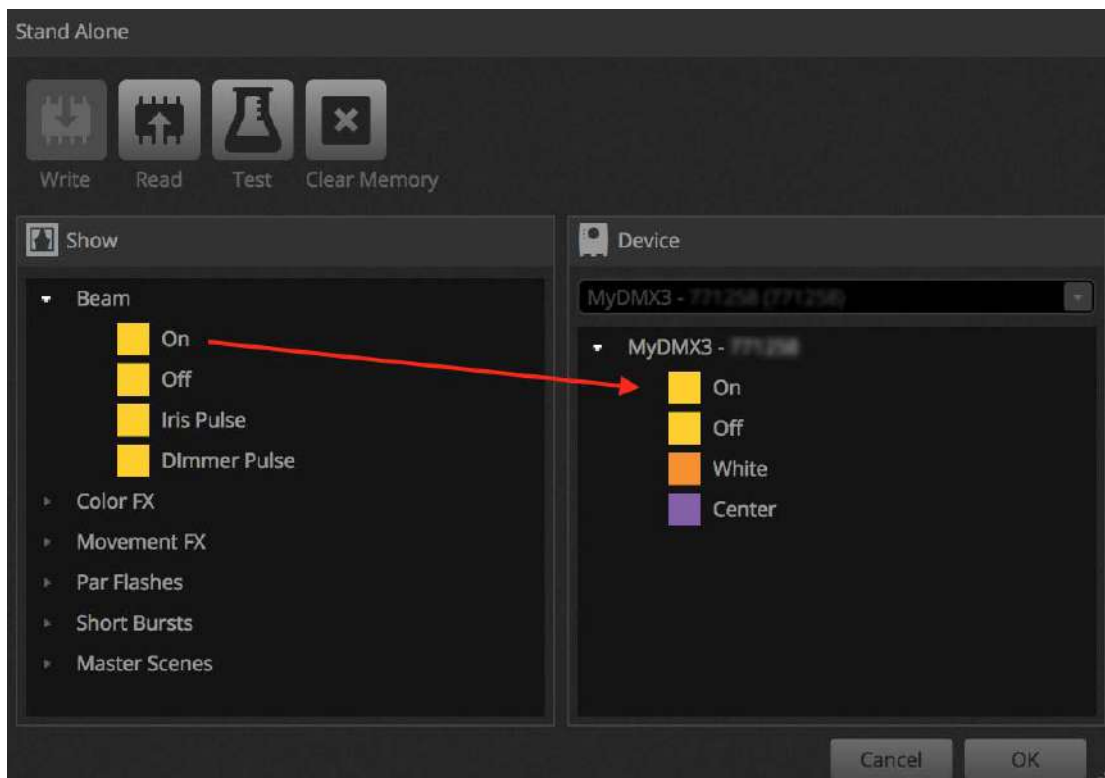 Stand Alone
Write Read Test Clear Memory
Show
Device
MyDMX3 -
Beam
On
Off
Iris Pulse
DImmer Pulse
Color FX
Movement FX
Par Flashes
Short Bursts
Master Scenes
MyDMX3 -
On
Off
White
Center
Cancel OK